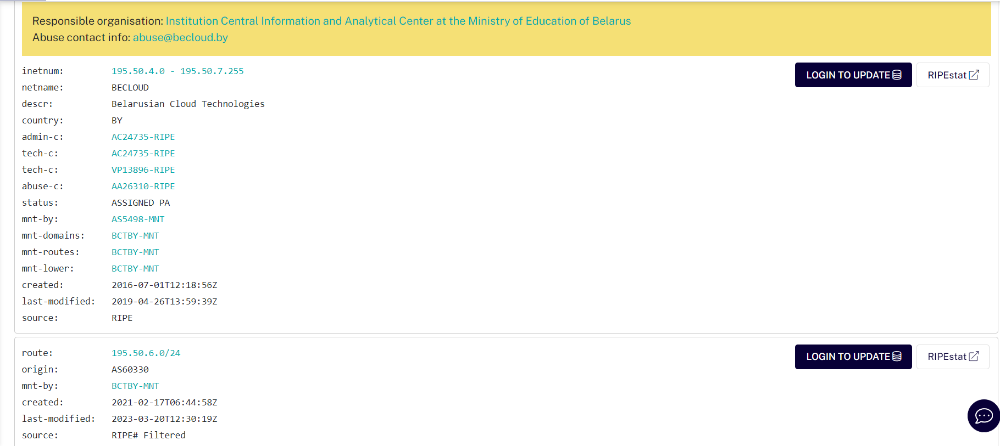 Responsible organisation: Institution Central Information and Analytical Center at the Ministry of Education of Belarus
Abuse contact info: abuse@becloud.by
inetnum: 195.50.4.0 - 195.50.7.255
LOGIN TO UPDATE RIPEstat
netname: BECLOUD
descr: Belarusian Cloud Technologies
country: BY
admin-c: AC24735-RIPE
tech-c: AC24735-RIPE
tech-c: VP13896-RIPE
abuse-c: AA26310-RIPE
status: ASSIGNED PA
mnt-by: AS5498-MNT
mnt-domains: BCTBY-MNT
mnt-routes: BCTBY-MNT
mnt-lower: BCTBY-MNT
created: 2016-07-01T12:18:56Z
last-modified: 2019-04-26T13:59:39Z
source: RIPE
route: 195.50.6.0/24
LOGIN TO UPDATE RIPEstat
origin: AS60330
mnt-by: BCTBY-MNT
created: 2021-02-17T06:44:58Z
last-modified: 2023-03-20T12:30:19Z
source: RIPE# Filtered